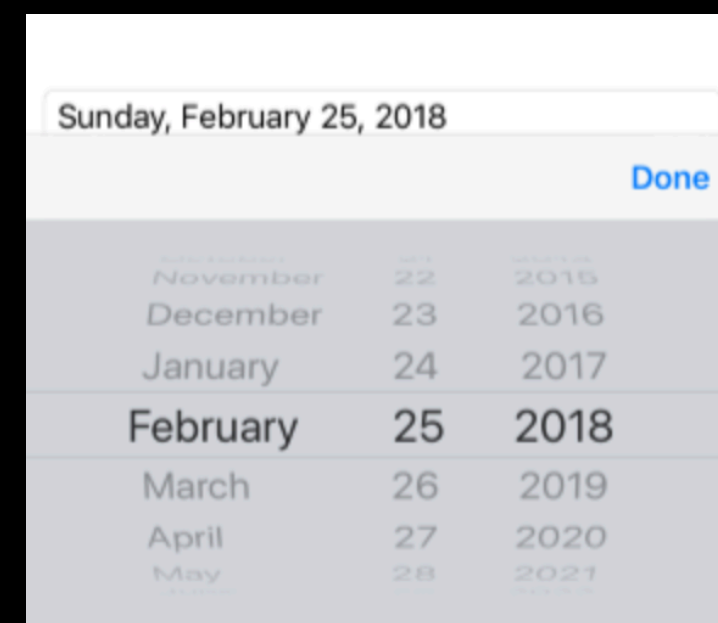 Sunday, February 25, 2018
Done
November 22 2015
December 23 2016
January 24 2017
February 25 2018
March 26 2019
April 27 2020
May 28 2021